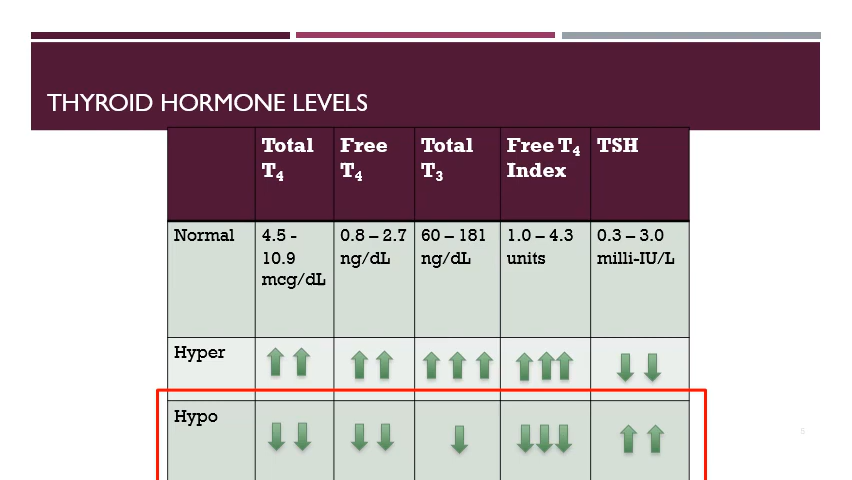 THYROID HORMONE LEVELS
Total T₄ Free T₄ Total T₃ Free T₄ Index TSH
Normal 4.5 - 10.9 mcg/dL 0.8 – 2.7 ng/dL 60 – 181 ng/dL 1.0 – 4.3 units 0.3 – 3.0 milli-IU/L
Hyper
Hypo